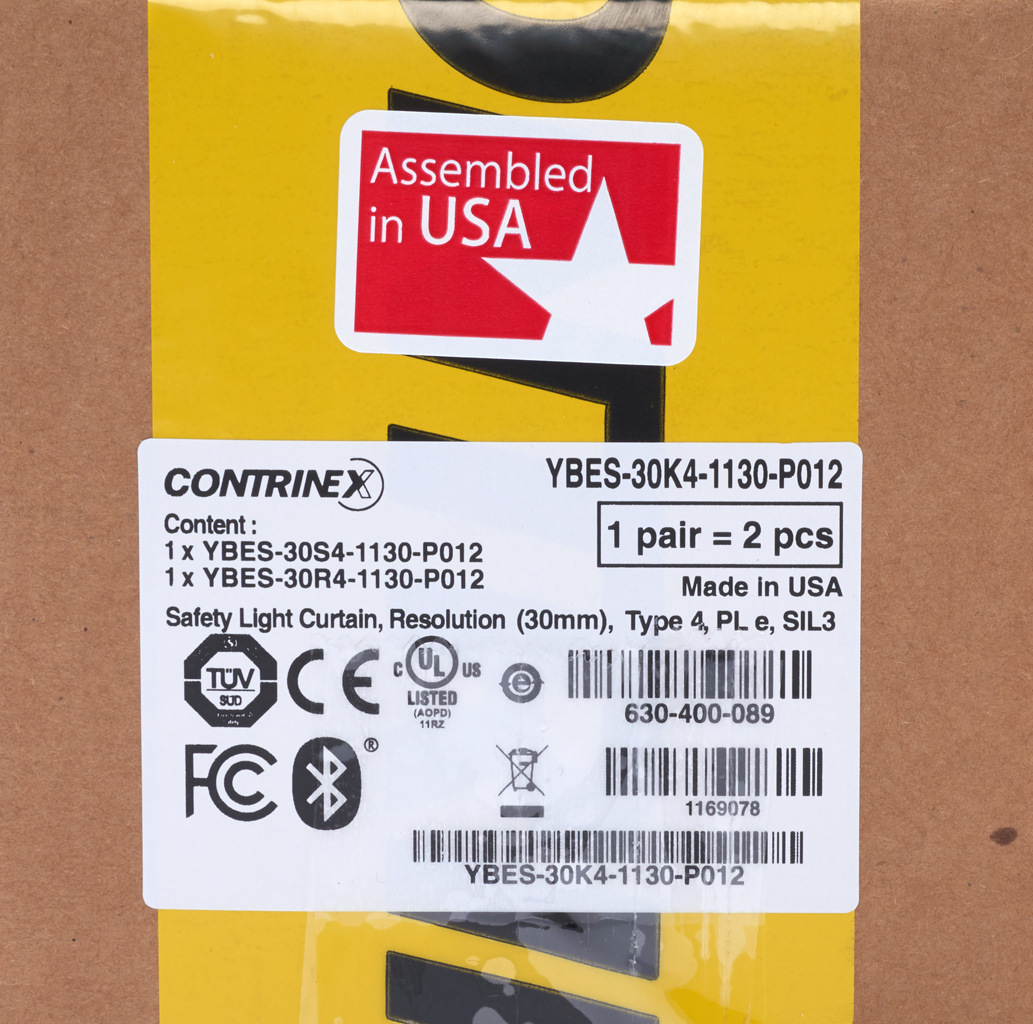 Assembled
in USA
CONTRINEX
YBES-30K4-1130-P012
Content :
1 x YBES-30S4-1130-P012
1 x YBES-30R4-1130-P012
1 pair = 2 pcs
Made in USA
Safety Light Curtain, Resolution (30mm), Type 4, PL e, SIL3
TÜV
SÜD
CE
C UL US
LISTED
(AOPD)
11RZ
630-400-089
FC
®
1169078
YBES-30K4-1130-P012